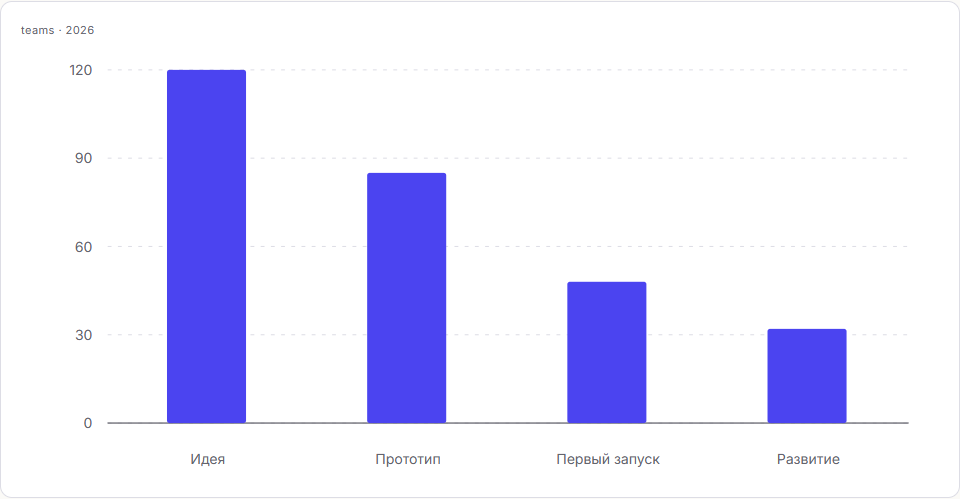 teams · 2026
120
90
60
30
0
Идея
Прототип
Первый запуск
Развитие